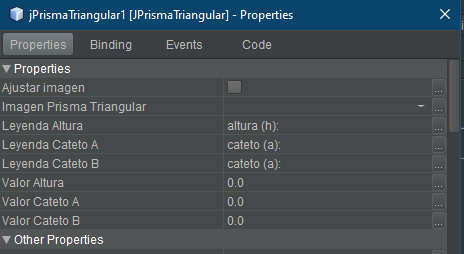 jPrismaTriangular1 [JPrismaTriangular] - Properties
Properties Binding Events Code
Properties
Ajustar imagen ...
Imagen Prisma Triangular ...
Leyenda Altura altura (h): ...
Leyenda Cateto A cateto (a): ...
Leyenda Cateto B cateto (a): ...
Valor Altura 0.0 ...
Valor Cateto A 0.0 ...
Valor Cateto B 0.0 ...
Other Properties